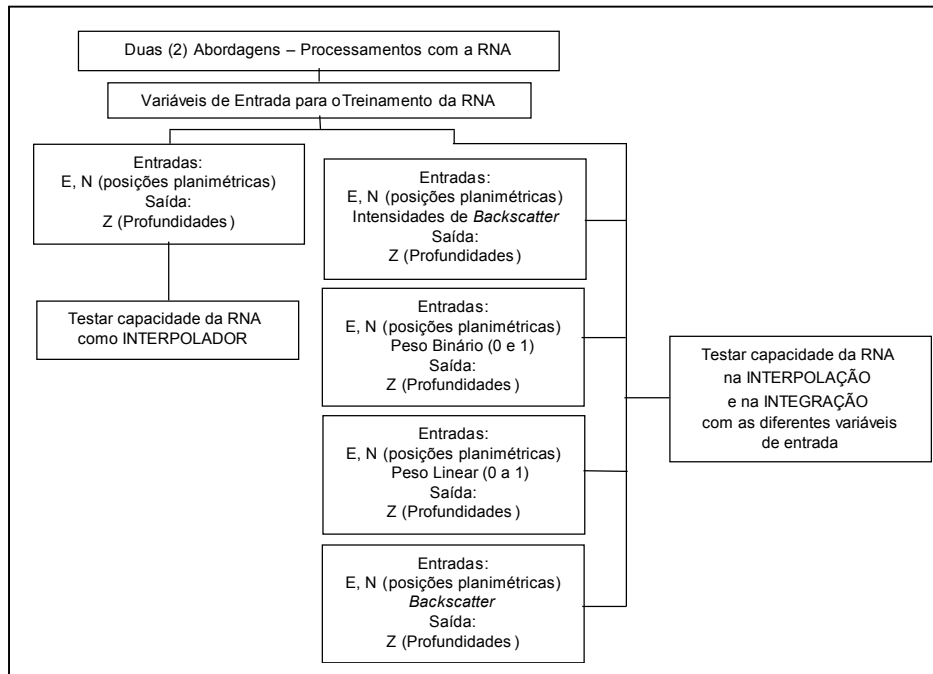 Duas (2) Abordagens – Processamentos com a RNA
Variáveis de Entrada para o Treinamento da RNA
Entradas:
E, N (posições planimétricas)
Saída:
Z (Profundidades)
Testar capacidade da RNA
como INTERPOLADOR
Entradas:
E, N (posições planimétricas)
Intensidades de Backscatter
Saída:
Z (Profundidades)
Entradas:
E, N (posições planimétricas)
Peso Binário (0 e 1)
Saída:
Z (Profundidades)
Entradas:
E, N (posições planimétricas)
Peso Linear (0 a 1)
Saída:
Z (Profundidades)
Entradas:
E, N (posições planimétricas)
Backscatter
Saída:
Z (Profundidades)
Testar capacidade da RNA
na INTERPOLAÇÃO
e na INTEGRAÇÃO
com as diferentes variáveis
de entrada